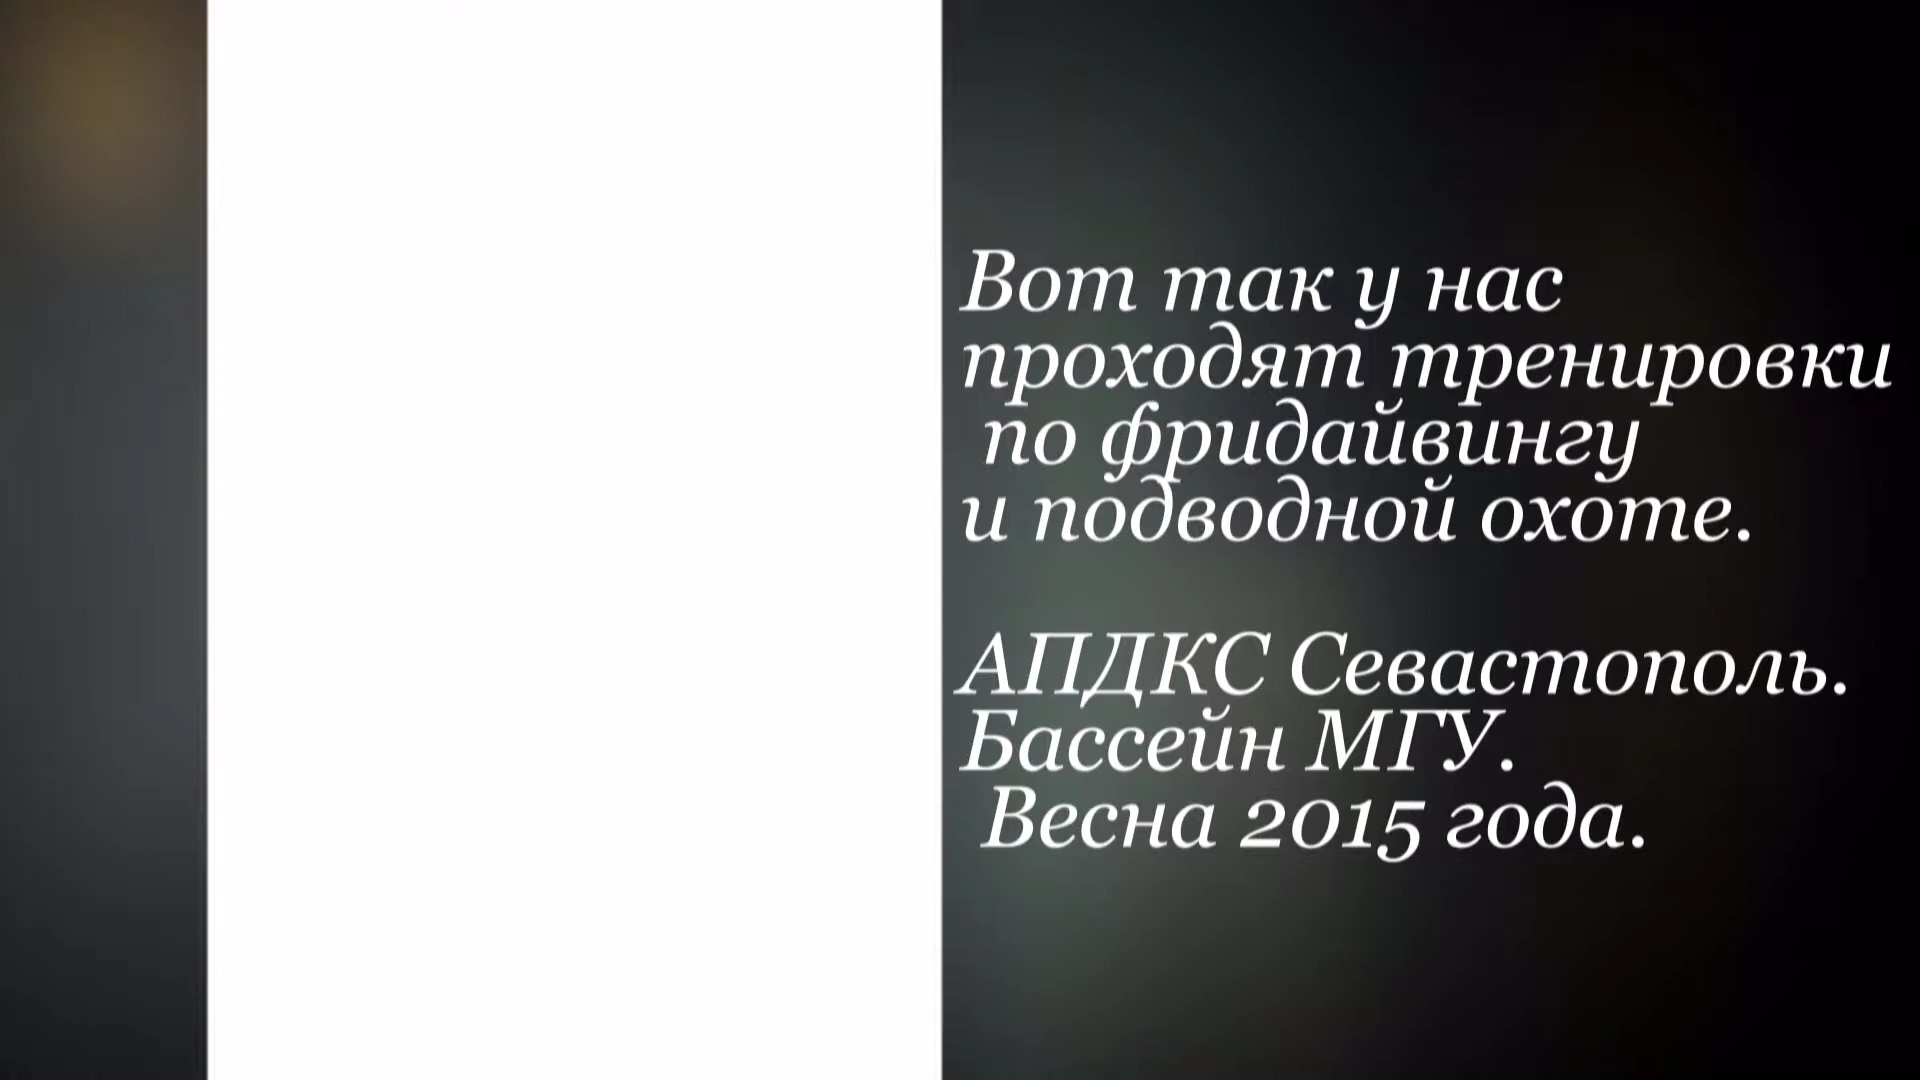 Вот так у нас
проходят тренировки
по фридайвингу
и подводной охоте.
АПДКС Севастополь.
Бассейн МГУ.
Весна 2015 года.